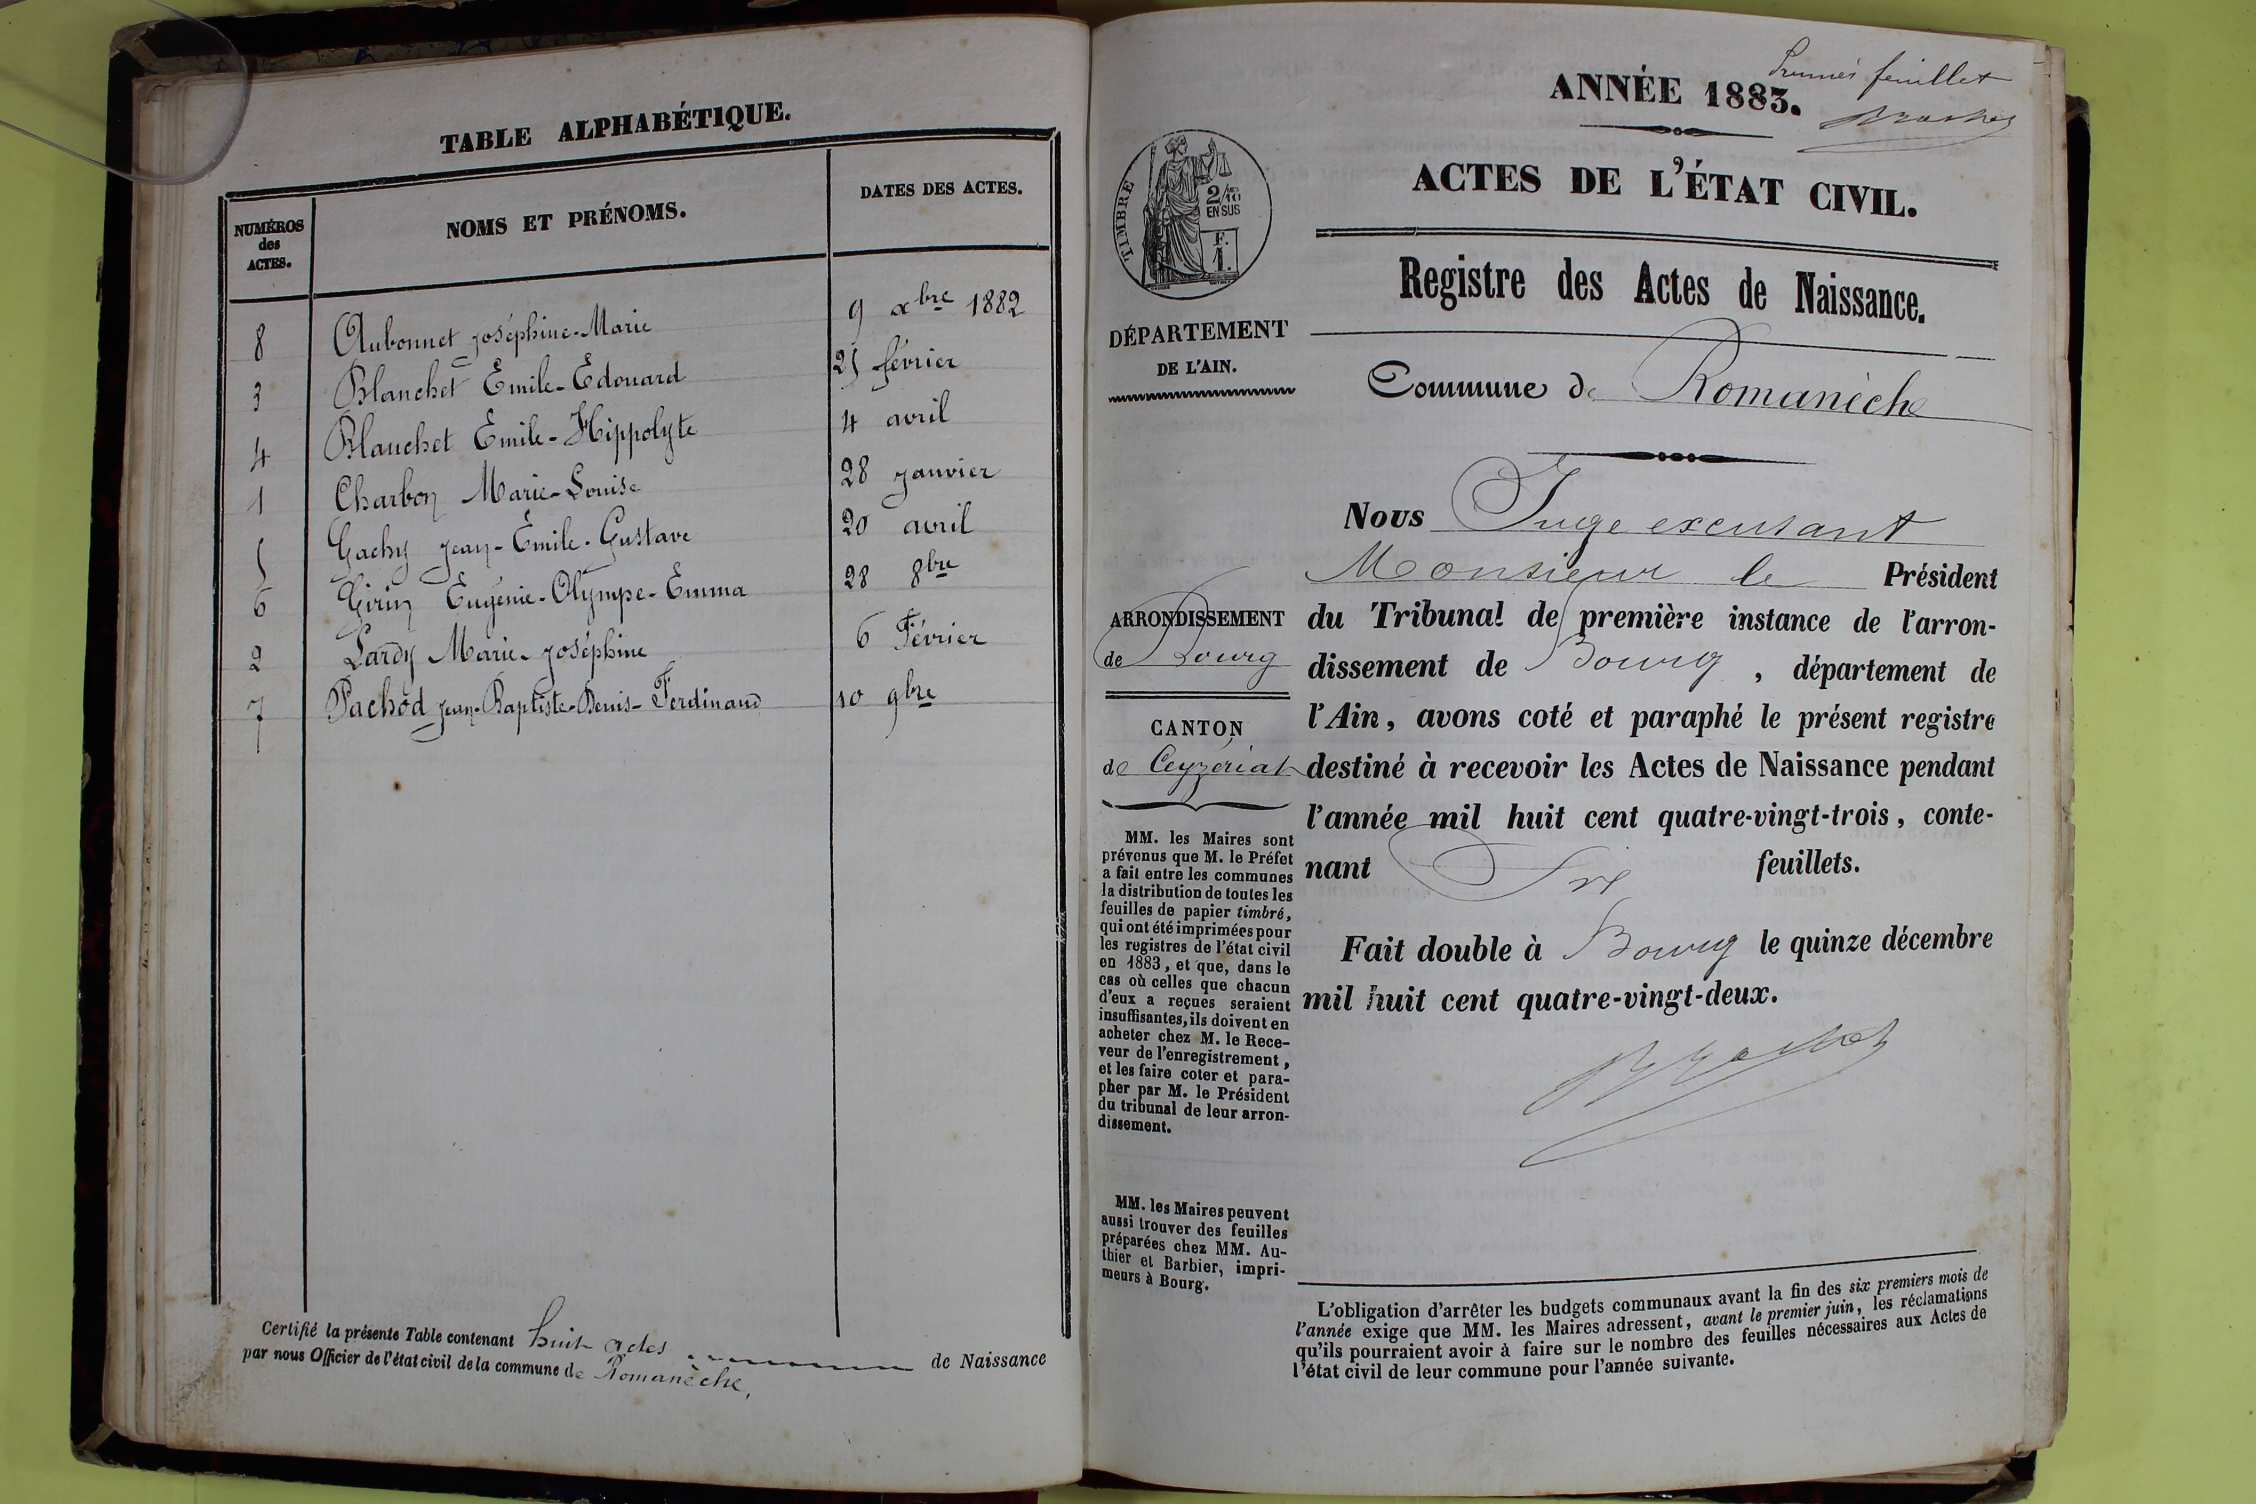 TABLE ALPHABÉTIQUE.
NUMÉROS
des
ACTES.
NOMS ET PRÉNOMS.
DATES DES ACTES.
8 Aubonnet Joséphine-Marie 9 xbre 1882
3 Blanchet Émile-Édouard 25 février
4 Blanchet Émile-Hippolyte 4 avril
1 Charbon Marie-Louise 28 Janvier
5 Gachy Jean-Émile-Gustave 20 avril
6 Girin Eugénie-Olympe-Emma 28 8bre
2 Lardy Marie-Joséphine 6 Février
7 Pachod Jean-Baptiste-Denis-Ferdinand 10 9bre
Certifié la présente Table contenant huit actes de Naissance
par nous Officier de l'état civil de la commune de Romanèche,
Premier feuillet
ANNÉE 1883.
ACTES DE L'ÉTAT CIVIL.
TIMBRE
2/10
EN SUS
F.
1.
Registre des Actes de Naissance.
DÉPARTEMENT
DE L'AIN.
Commune de Romanèche
Nous Juge excusant
Monsieur le Président
du Tribunal de première instance de l'arron-
dissement de Bourg, département de
l'Ain, avons coté et paraphé le présent registre
destiné à recevoir les Actes de Naissance pendant
l'année mil huit cent quatre-vingt-trois, conte-
nant Six feuillets.
Fait double à Bourg le quinze décembre
mil huit cent quatre-vingt-deux.
ARRONDISSEMENT
de Bourg
CANTON
de Ceyzériat
MM. les Maires sont
prévenus que M. le Préfet
a fait entre les communes
la distribution de toutes les
feuilles de papier timbré,
qui ont été imprimées pour
les registres de l'état civil
en 1883, et que, dans le
cas où celles que chacun
d'eux a reçues seraient
insuffisantes, ils doivent en
acheter chez M. le Rece-
veur de l'enregistrement,
et les faire coter et para-
pher par M. le Président
du tribunal de leur arron-
dissement.
MM. les Maires peuvent
aussi trouver des feuilles
préparées chez MM. Au-
thier et Barbier, impri-
meurs à Bourg.
L'obligation d'arrêter les budgets communaux avant la fin des six premiers mois de
l'année exige que MM. les Maires adressent, avant le premier juin, les réclamations
qu'ils pourraient avoir à faire sur le nombre des feuilles nécessaires aux Actes de
l'état civil de leur commune pour l'année suivante.